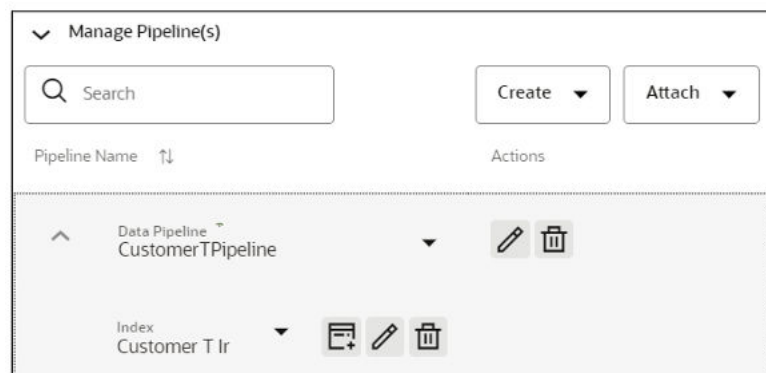 Manage Pipeline(s)
Search
Create
Attach
Pipeline Name
Actions
Data Pipeline
CustomerTPipeline
Index
Customer T Ir